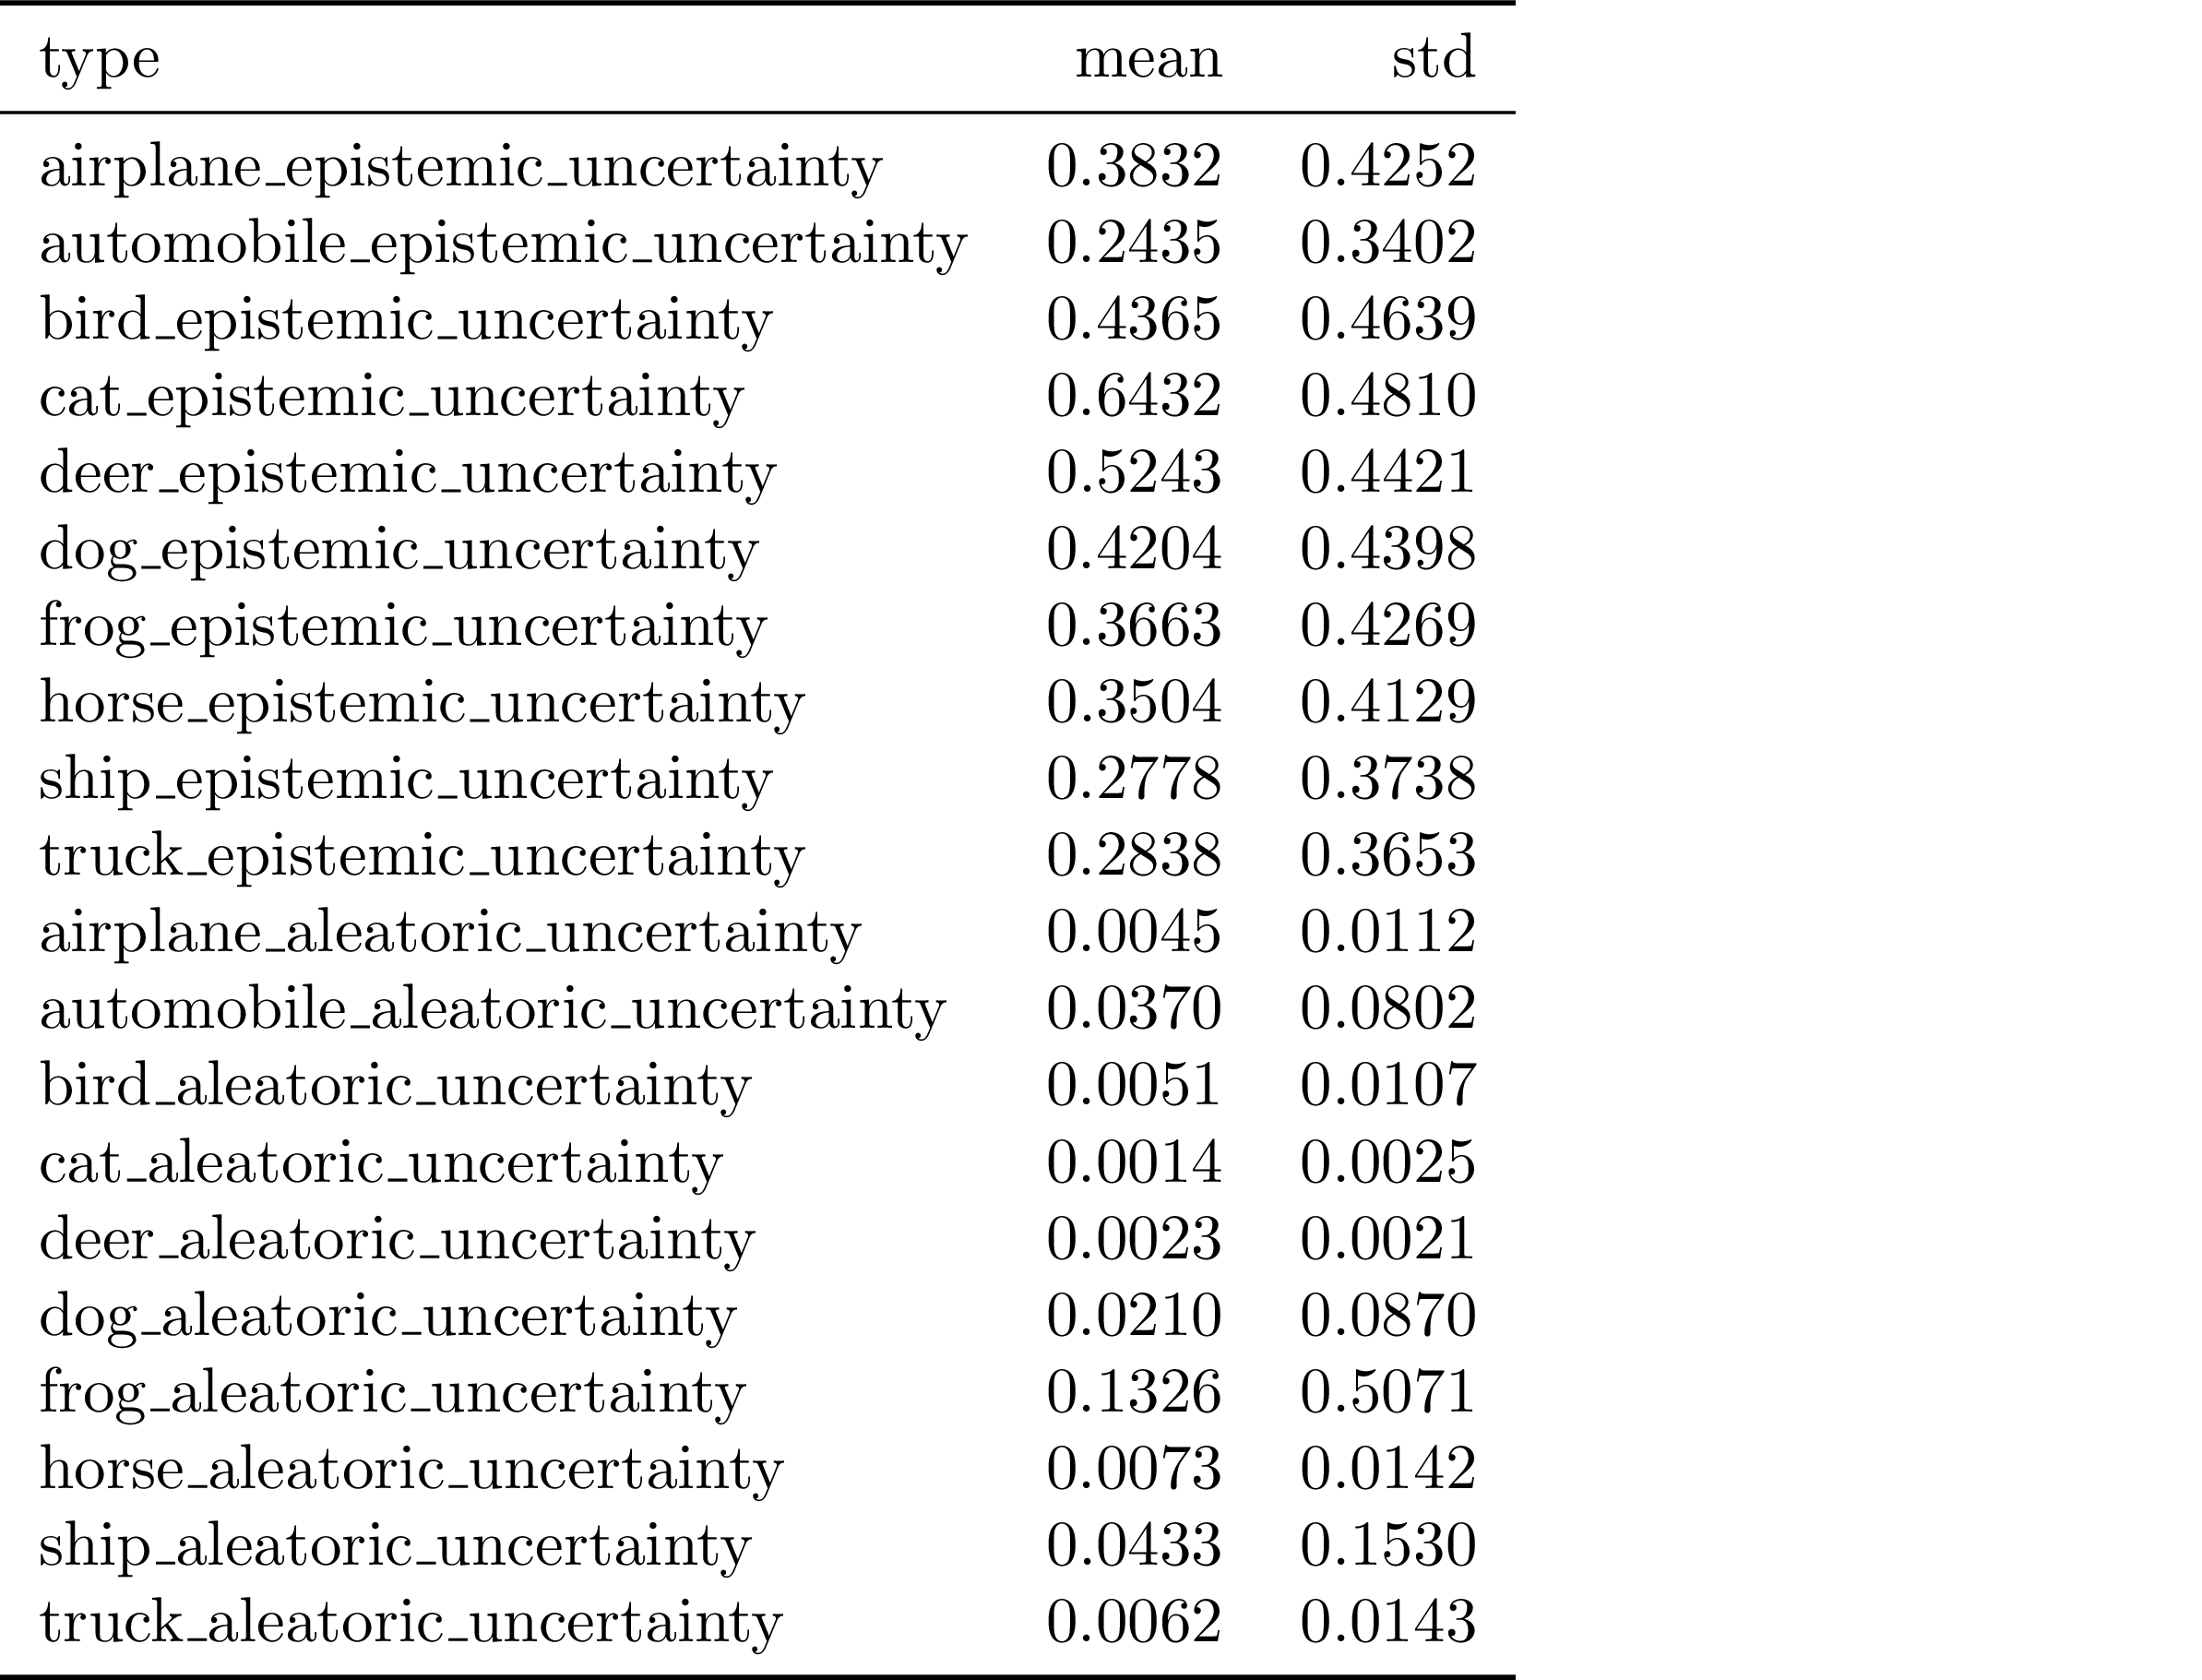 type mean std
airplane_epistemic_uncertainty 0.3832 0.4252
automobile_epistemic_uncertainty 0.2435 0.3402
bird_epistemic_uncertainty 0.4365 0.4639
cat_epistemic_uncertainty 0.6432 0.4810
deer_epistemic_uncertainty 0.5243 0.4421
dog_epistemic_uncertainty 0.4204 0.4398
frog_epistemic_uncertainty 0.3663 0.4269
horse_epistemic_uncertainty 0.3504 0.4129
ship_epistemic_uncertainty 0.2778 0.3738
truck_epistemic_uncertainty 0.2838 0.3653
airplane_aleatoric_uncertainty 0.0045 0.0112
automobile_aleatoric_uncertainty 0.0370 0.0802
bird_aleatoric_uncertainty 0.0051 0.0107
cat_aleatoric_uncertainty 0.0014 0.0025
deer_aleatoric_uncertainty 0.0023 0.0021
dog_aleatoric_uncertainty 0.0210 0.0870
frog_aleatoric_uncertainty 0.1326 0.5071
horse_aleatoric_uncertainty 0.0073 0.0142
ship_aleatoric_uncertainty 0.0433 0.1530
truck_aleatoric_uncertainty 0.0062 0.0143